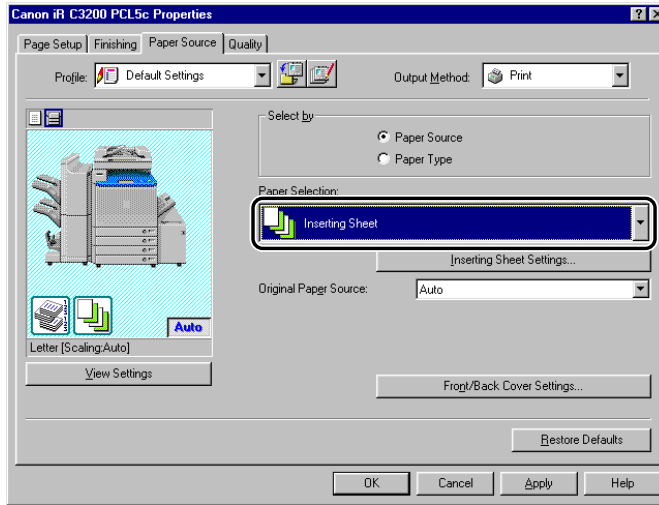 Canon iR C3200 PCL5c Properties
Page Setup Finishing Paper Source Quality
Profile: Default Settings Output Method: Print
Select by
Paper Source
Paper Type
Paper Selection:
Inserting Sheet
Inserting Sheet Settings...
Original Paper Source: Auto
Auto
Letter [Scaling:Auto]
View Settings
Front/Back Cover Settings...
Restore Defaults
OK Cancel Apply Help